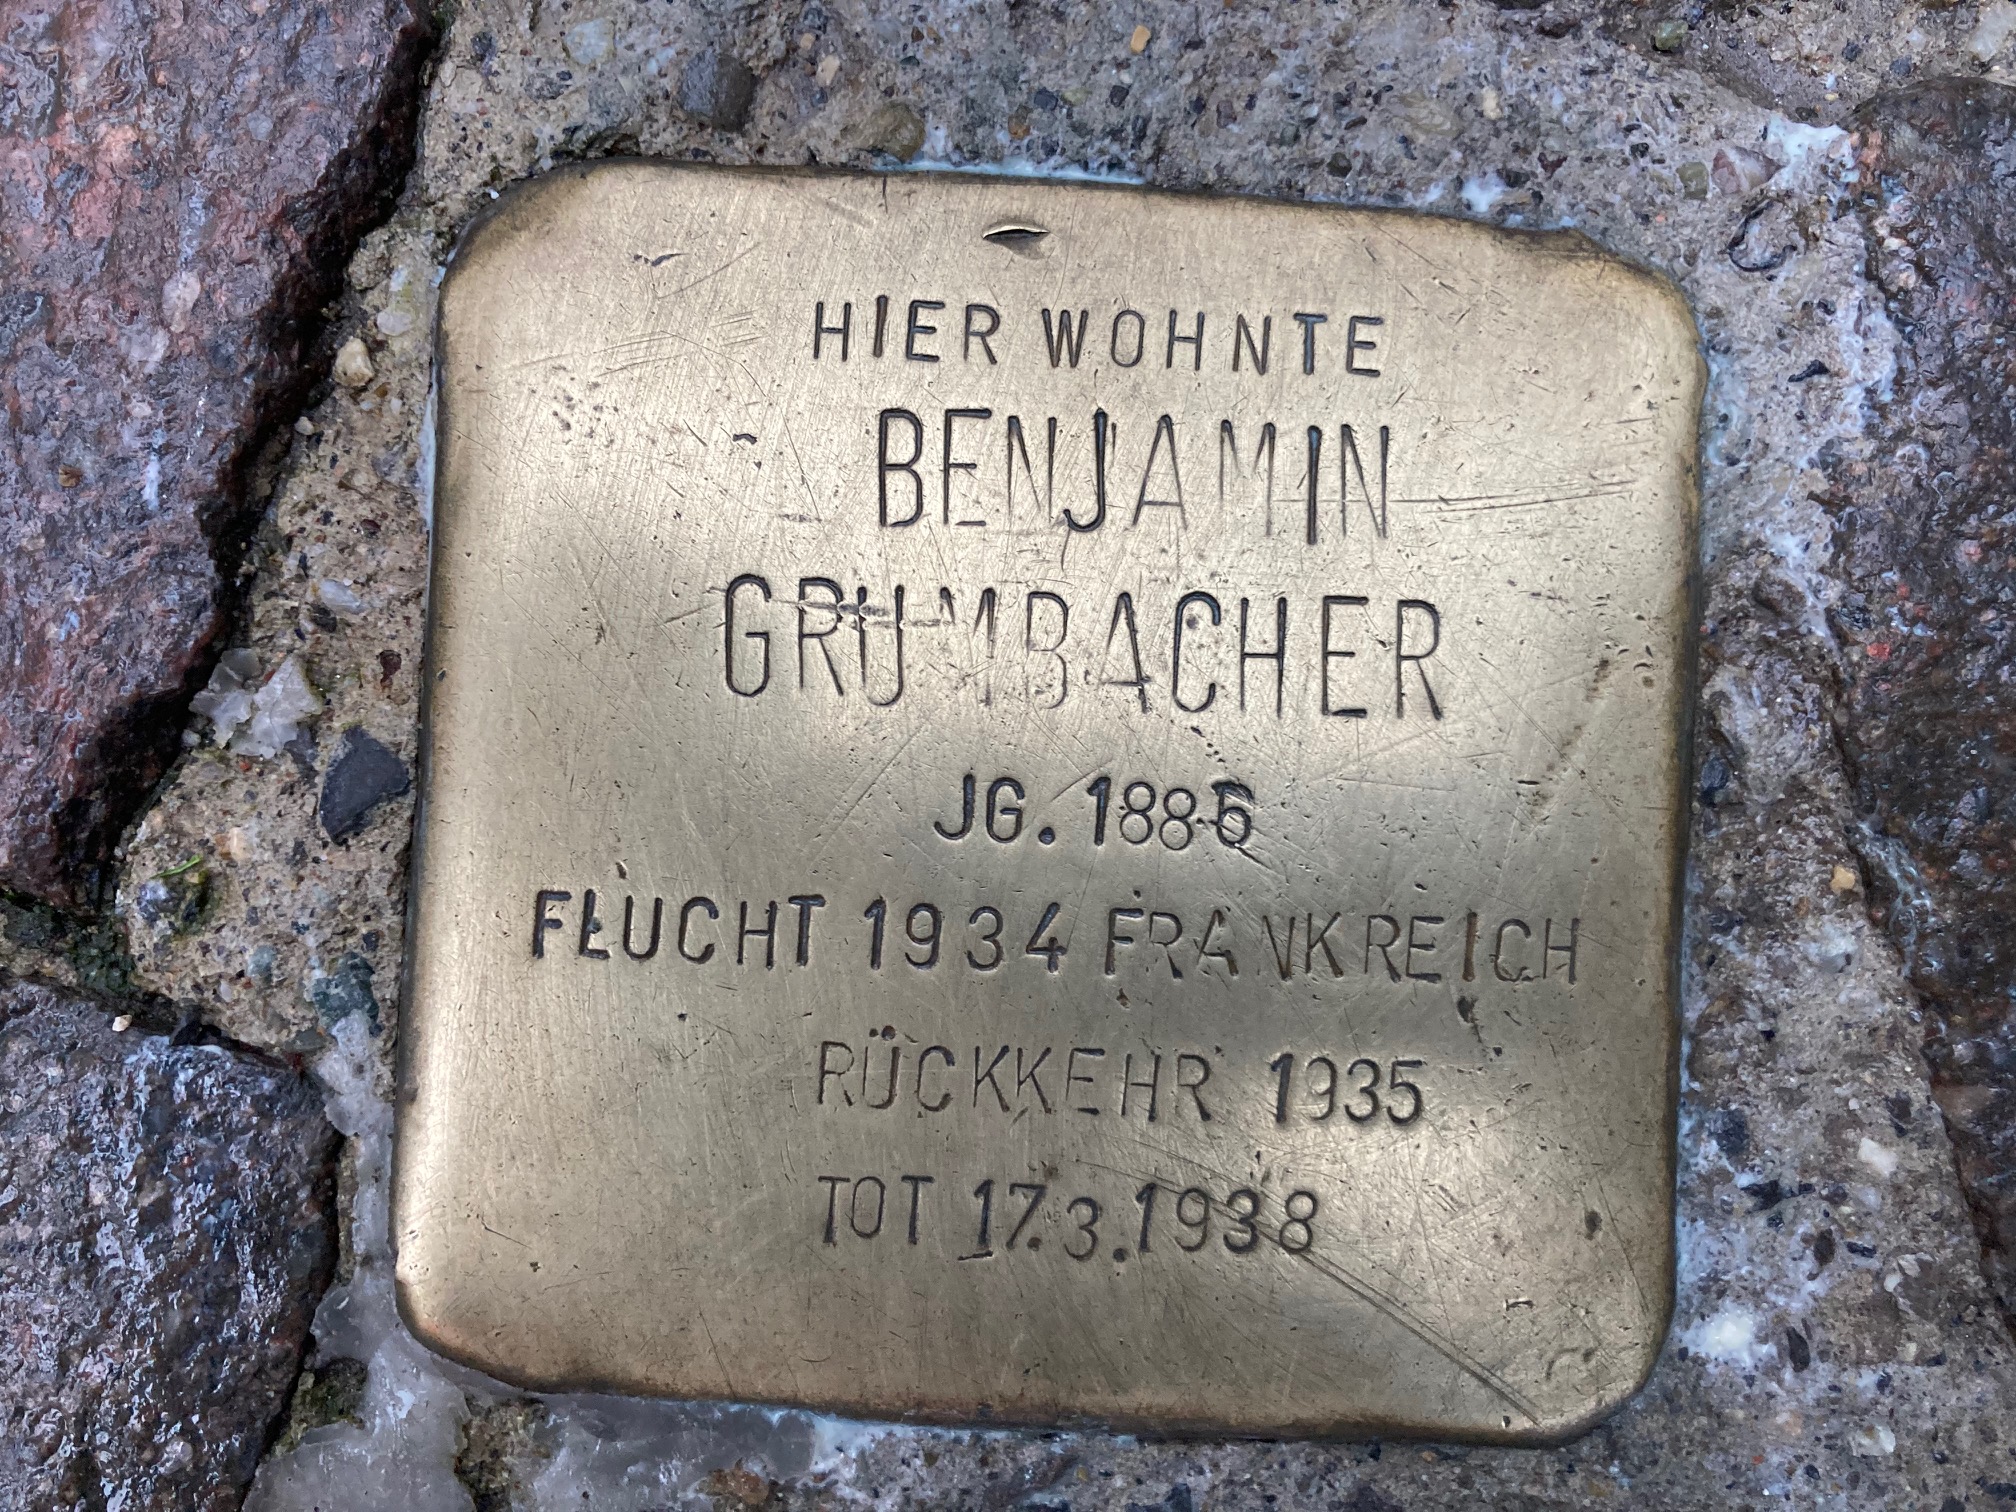 HIER WOHNTE
BENJAMIN
GRUMBACHER
JG. 1886
FLUCHT 1934 FRANKREICH
RÜCKKEHR 1935
TOT 17.3.1938